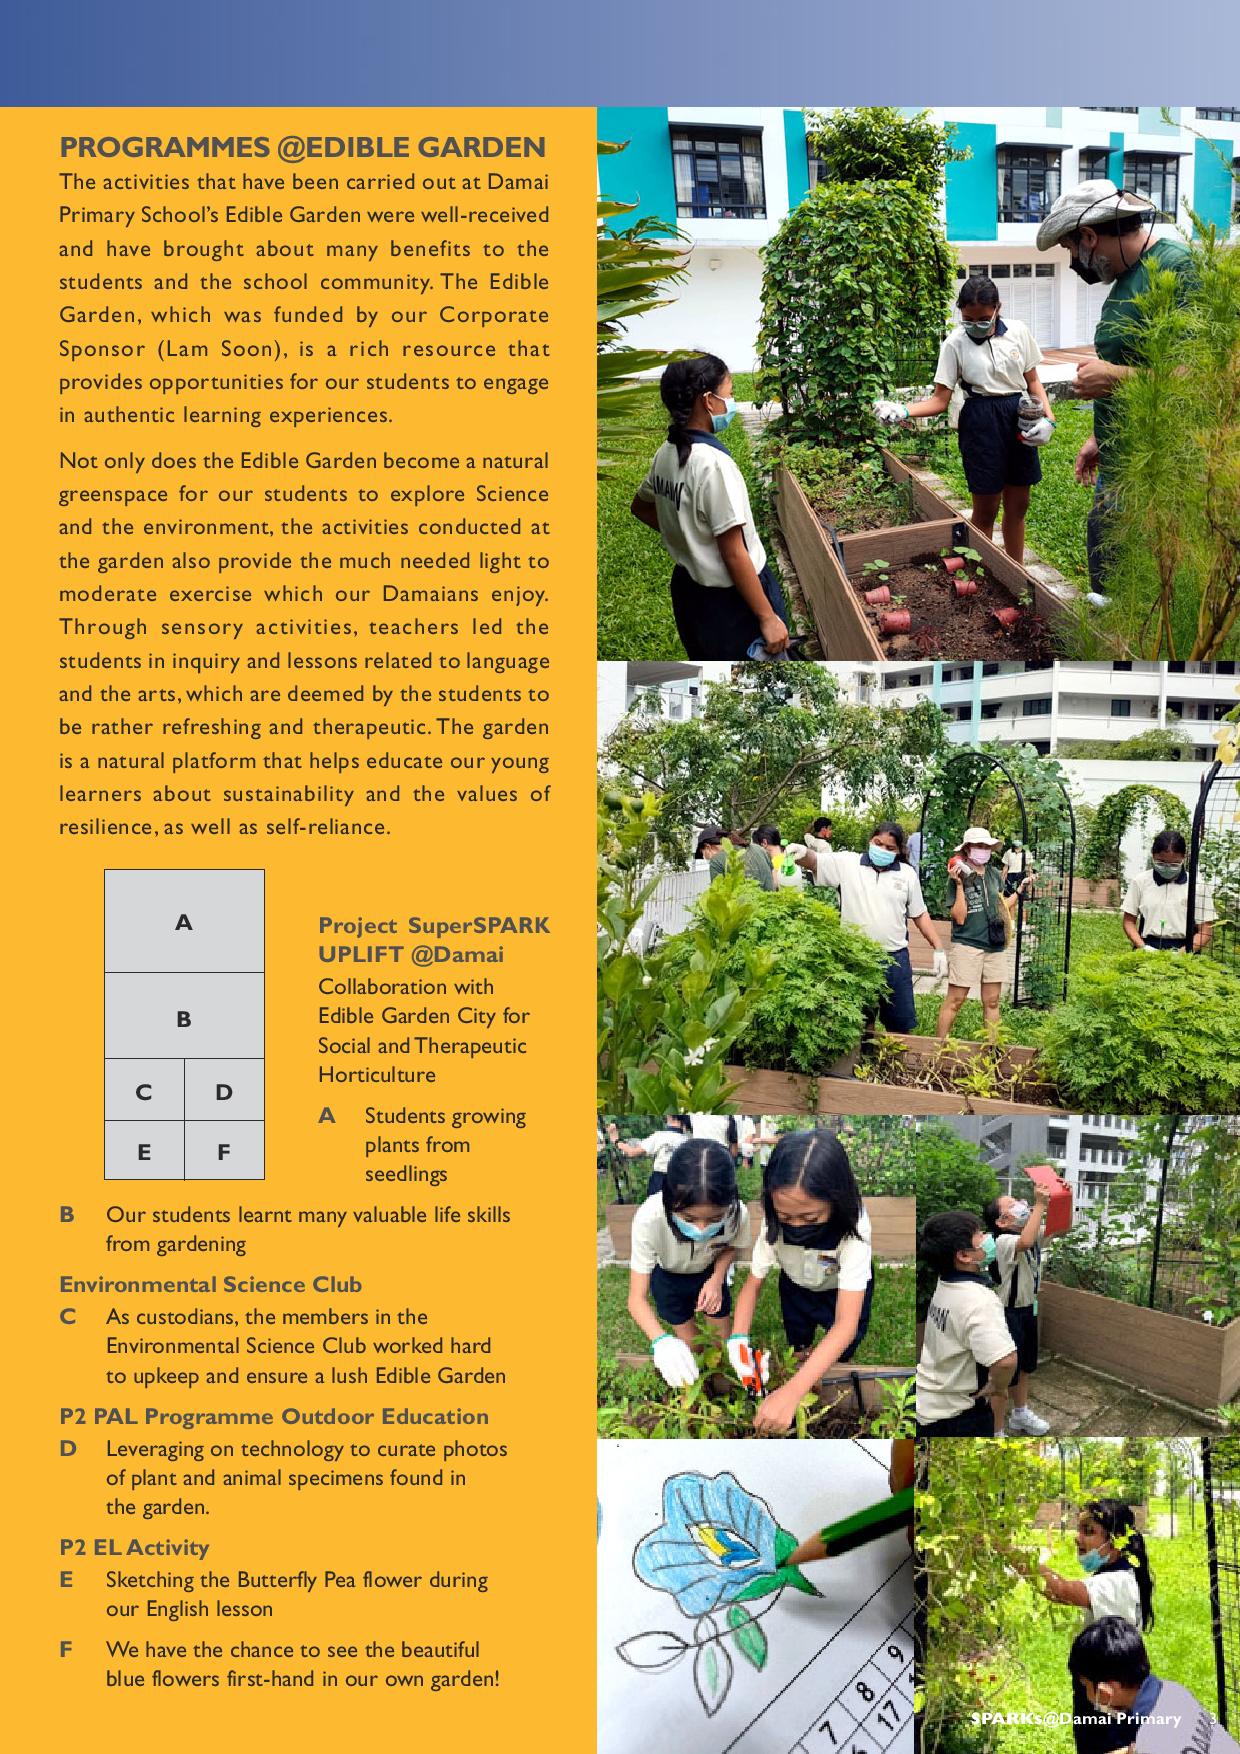 PROGRAMMES @EDIBLE GARDEN
The activities that have been carried out at Damai
Primary School’s Edible Garden were well-received
and have brought about many benefits to the
students and the school community. The Edible
Garden, which was funded by our Corporate
Sponsor (Lam Soon), is a rich resource that
provides opportunities for our students to engage
in authentic learning experiences.
Not only does the Edible Garden become a natural
greenspace for our students to explore Science
and the environment, the activities conducted at
the garden also provide the much needed light to
moderate exercise which our Damaians enjoy.
Through sensory activities, teachers led the
students in inquiry and lessons related to language
and the arts, which are deemed by the students to
be rather refreshing and therapeutic. The garden
is a natural platform that helps educate our young
learners about sustainability and the values of
resilience, as well as self-reliance.
A
B
C D
E F
Project SuperSPARK
UPLIFT @Damai
Collaboration with
Edible Garden City for
Social and Therapeutic
Horticulture
A Students growing
plants from
seedlings
B Our students learnt many valuable life skills
from gardening
Environmental Science Club
C As custodians, the members in the
Environmental Science Club worked hard
to upkeep and ensure a lush Edible Garden
P2 PAL Programme Outdoor Education
D Leveraging on technology to curate photos
of plant and animal specimens found in
the garden.
P2 EL Activity
E Sketching the Butterfly Pea flower during
our English lesson
F We have the chance to see the beautiful
blue flowers first-hand in our own garden!
7 8 9
17
SPARKs@Damai Primary 3